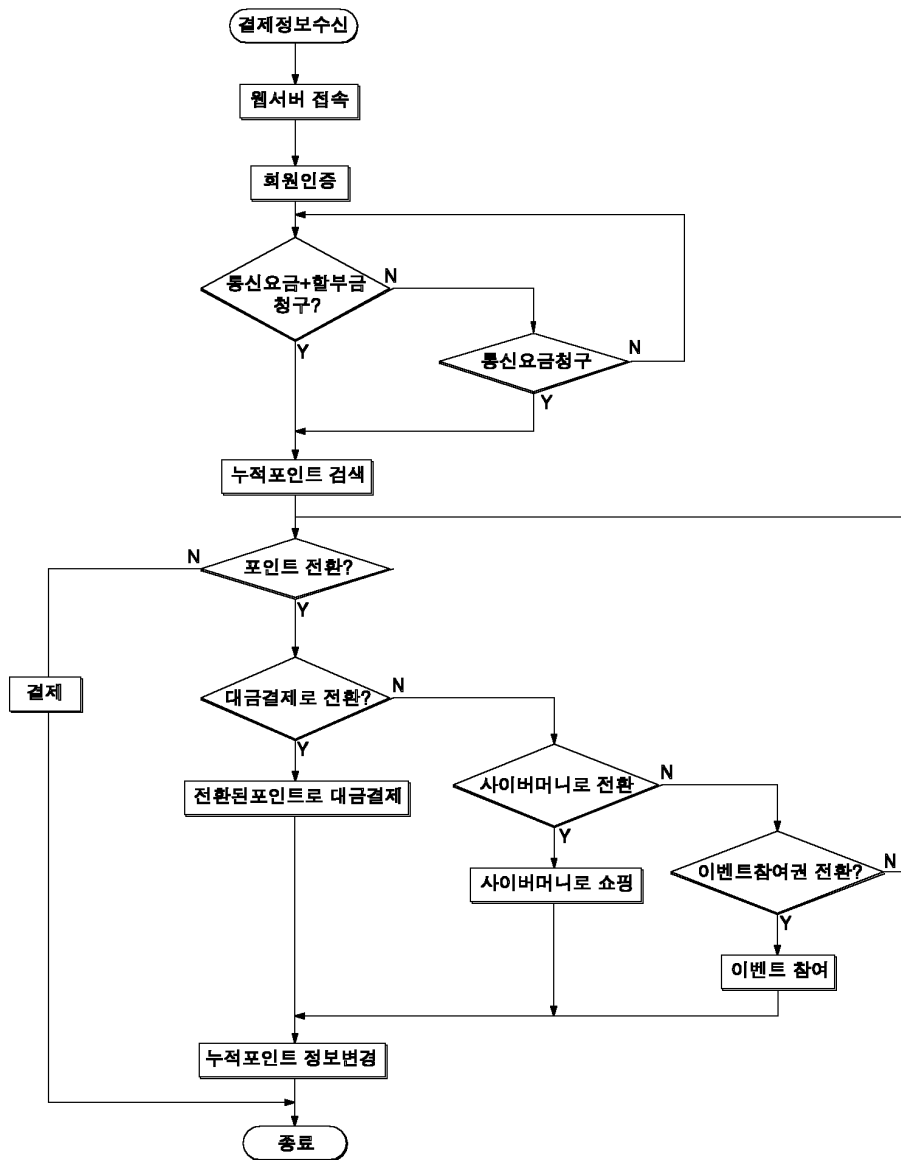 결제정보수신
웹서버 접속
회원인증
통신요금+할부금
청구?
N
Y
통신요금청구
N
Y
누적포인트 검색
포인트 전환?
N
Y
결제
대금결제로 전환?
N
Y
전환된포인트로 대금결제
사이버머니로 전환
N
Y
사이버머니로 쇼핑
이벤트참여권 전환?
N
Y
이벤트 참여
누적포인트 정보변경
종료